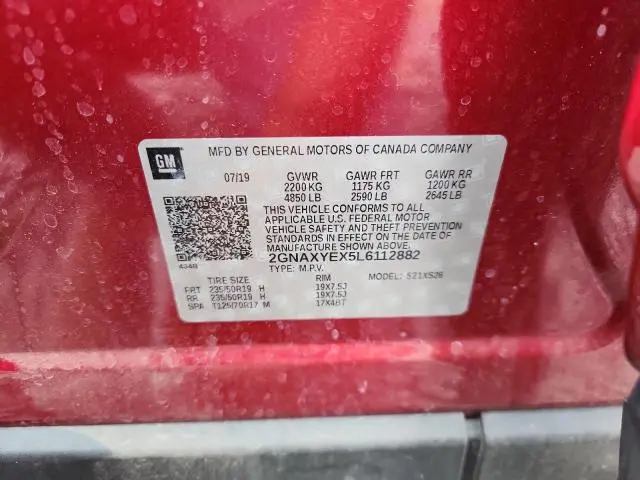 GM
MFD BY GENERAL MOTORS OF CANADA COMPANY
07/19 GVWR GAWR FRT GAWR RR
2200 KG 1175 KG 1200 KG
4850 LB 2590 LB 2645 LB
THIS VEHICLE CONFORMS TO ALL
APPLICABLE U.S. FEDERAL MOTOR
VEHICLE SAFETY AND THEFT PREVENTION
STANDARDS IN EFFECT ON THE DATE OF
MANUFACTURE SHOWN ABOVE.
2GNAXYEX5L6112882
TYPE: M.P.V. MODEL: 521XS26
TIRE SIZE RIM
FRT 235/50R19 H 19X7.5J
RR 235/50R19 H 19X7.5J
SPA T125/70R17 M 17X4BT